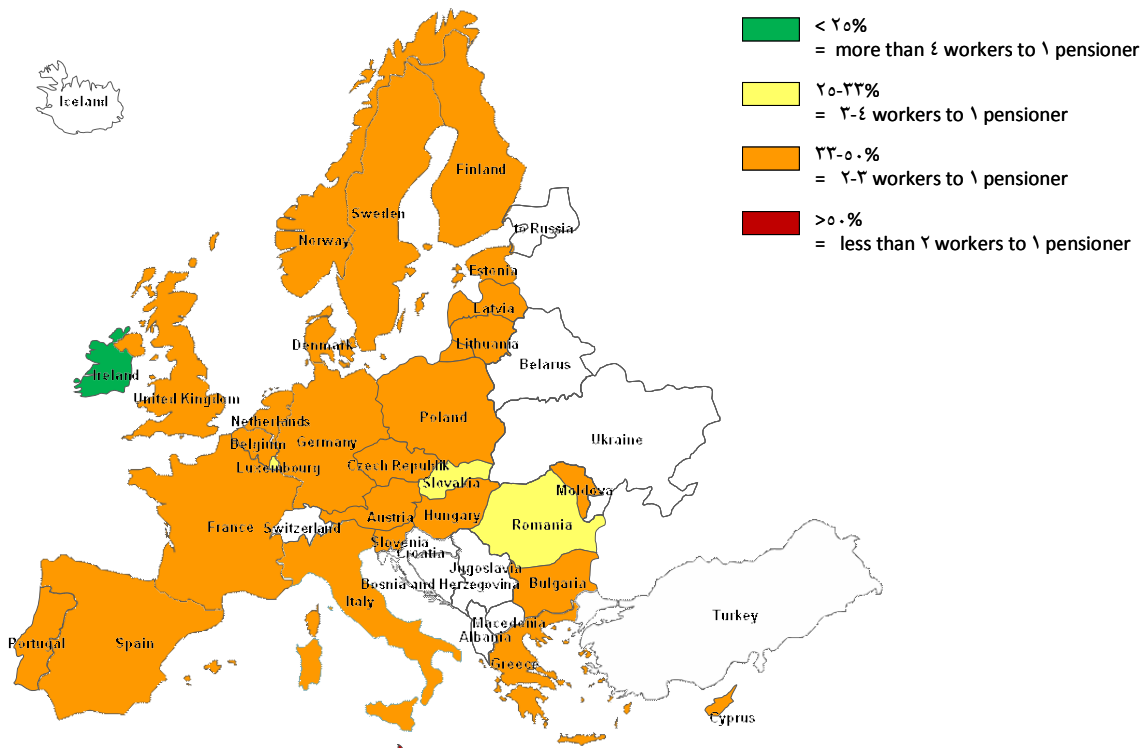 < ٢٥%
= more than ٤ workers to ١ pensioner
٢٥-٣٣%
= ٣-٤ workers to ١ pensioner
٣٣-٥٠%
= ٢-٣ workers to ١ pensioner
>٥٠%
= less than ٢ workers to ١ pensioner
Iceland
Finland
Sweden
to Russia
Norway
Estonia
Latvia
Denmark
Lithuania
Belarus
Ireland
United Kingdom
Netherlands
Poland
Belgium
Germany
Ukraine
Luxembourg
Czech Republik
Slovakia
Moldova
France
Switzerland
Austria
Hungary
Romania
Slovenia
Croatia
Jugoslavia
Bosnia and Herzegovina
Bulgaria
Italy
Macedonia
Turkey
Portugal
Spain
Albania
Greece
Cyprus